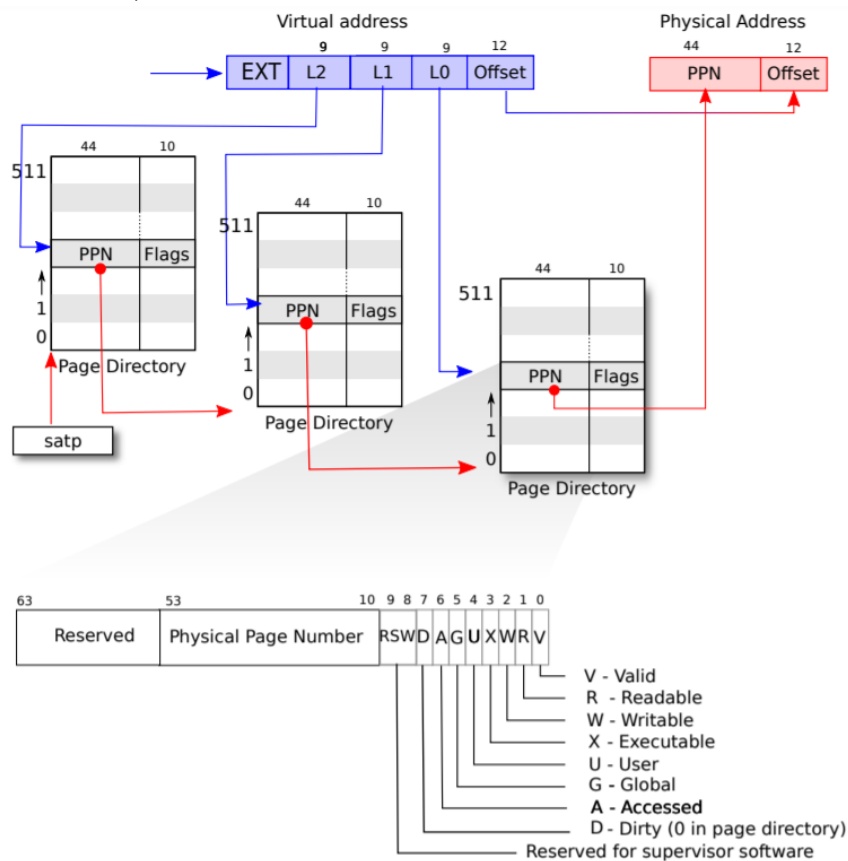 Virtual address
Physical Address
9 9 9 12
44 12
EXT L2 L1 L0 Offset
PPN Offset
44 10
511
PPN Flags
1
0
Page Directory
satp
44 10
511
PPN Flags
1
0
Page Directory
44 10
511
PPN Flags
1
0
Page Directory
63 53 10 9 8 7 6 5 4 3 2 1 0
Reserved Physical Page Number RSW D A G U X W R V
V - Valid
R - Readable
W - Writable
X - Executable
U - User
G - Global
A - Accessed
D - Dirty (0 in page directory)
Reserved for supervisor software